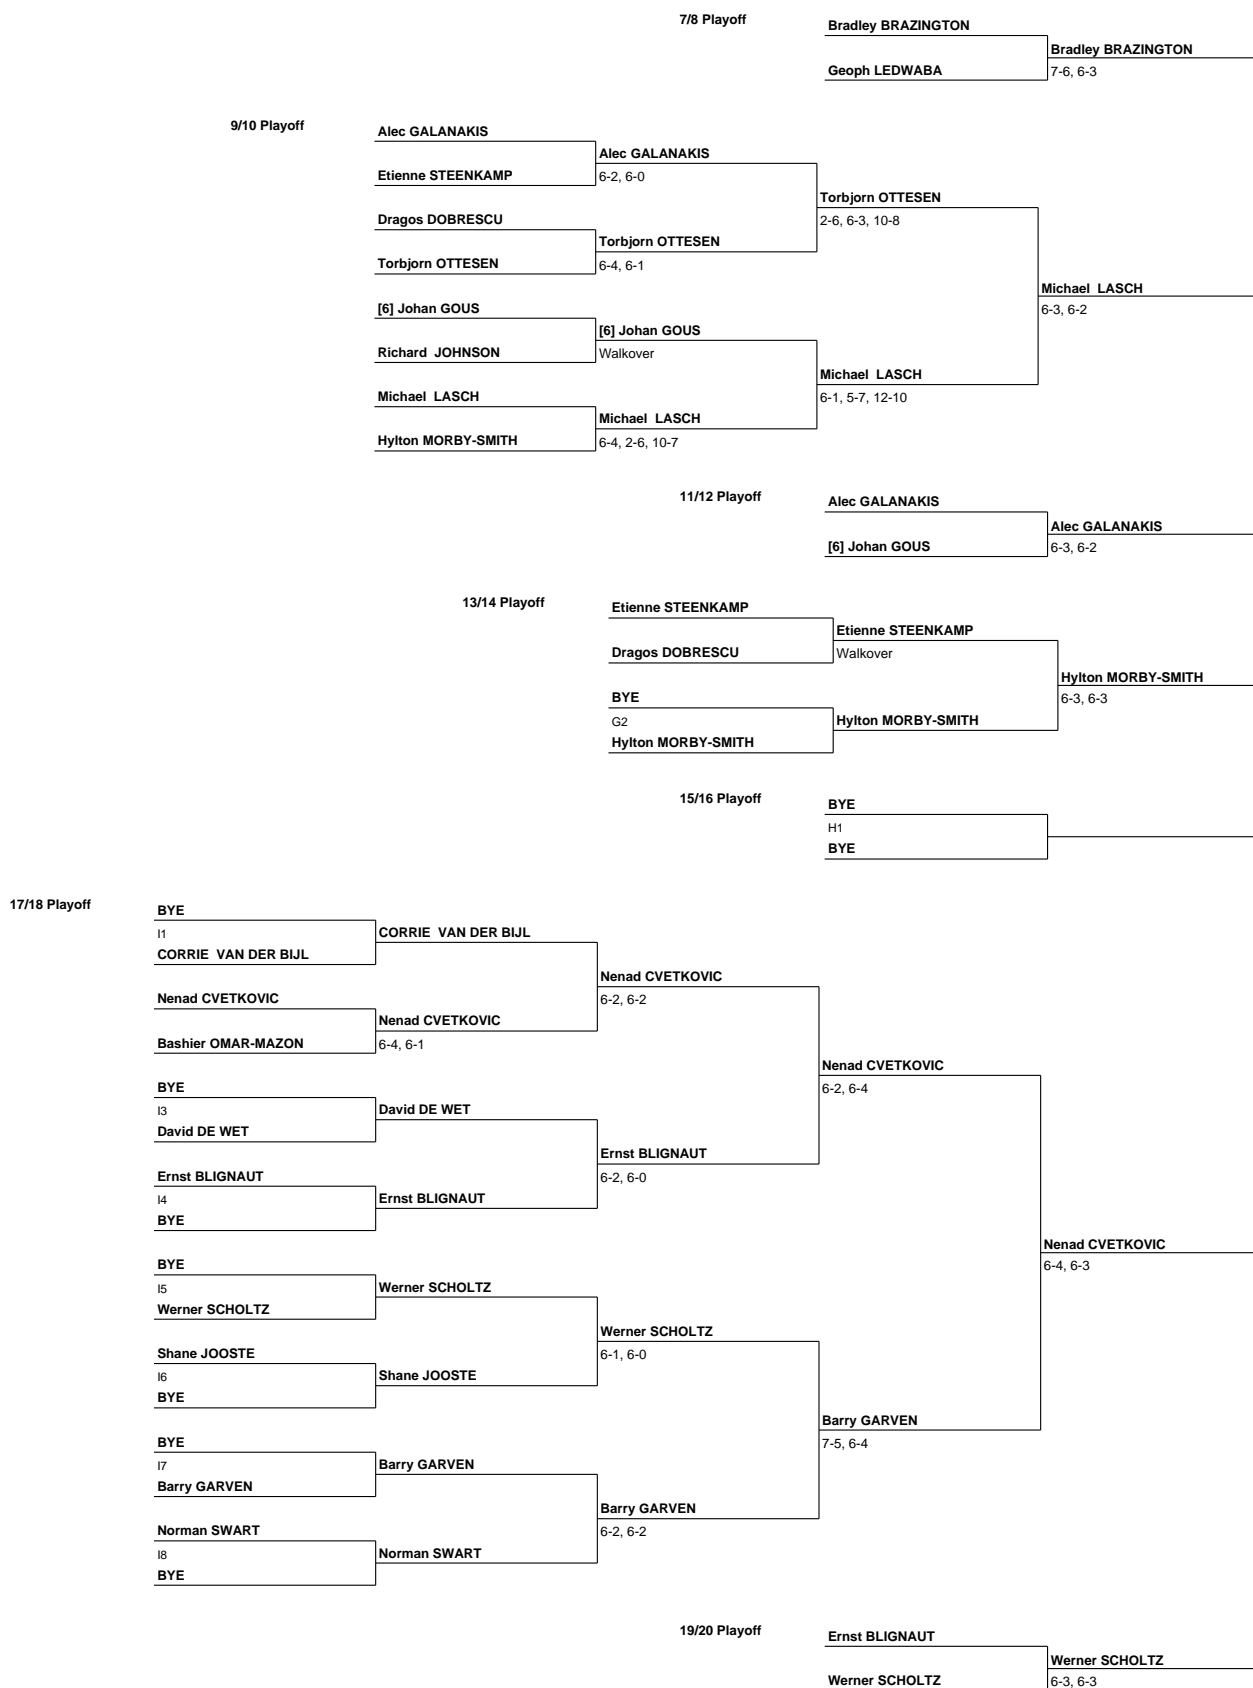 7/8 Playoff
Bradley BRAZINGTON
Bradley BRAZINGTON
Geoph LEDWABA
7-6, 6-3
9/10 Playoff
Alec GALANAKIS
Alec GALANAKIS
Etienne STEENKAMP
6-2, 6-0
Torbjorn OTTESEN
Dragos DOBRESCU
2-6, 6-3, 10-8
Torbjorn OTTESEN
Torbjorn OTTESEN
6-4, 6-1
Michael LASCH
[6] Johan GOUS
6-3, 6-2
[6] Johan GOUS
Richard JOHNSON
Walkover
Michael LASCH
Michael LASCH
6-1, 5-7, 12-10
Michael LASCH
Hylton MORBY-SMITH
6-4, 2-6, 10-7
11/12 Playoff
Alec GALANAKIS
Alec GALANAKIS
[6] Johan GOUS
6-3, 6-2
13/14 Playoff
Etienne STEENKAMP
Etienne STEENKAMP
Dragos DOBRESCU
Walkover
Hylton MORBY-SMITH
BYE
6-3, 6-3
G2
Hylton MORBY-SMITH
Hylton MORBY-SMITH
15/16 Playoff
BYE
H1
BYE
17/18 Playoff
BYE
I1
CORRIE VAN DER BIJL
CORRIE VAN DER BIJL
Nenad CVETKOVIC
Nenad CVETKOVIC
6-2, 6-2
Nenad CVETKOVIC
Bashier OMAR-MAZON
6-4, 6-1
Nenad CVETKOVIC
BYE
6-2, 6-4
I3
David DE WET
David DE WET
Ernst BLIGNAUT
Ernst BLIGNAUT
6-2, 6-0
I4
Ernst BLIGNAUT
BYE
Nenad CVETKOVIC
BYE
6-4, 6-3
I5
Werner SCHOLTZ
Werner SCHOLTZ
Werner SCHOLTZ
Shane JOOSTE
6-1, 6-0
I6
Shane JOOSTE
BYE
Barry GARVEN
BYE
7-5, 6-4
I7
Barry GARVEN
Barry GARVEN
Barry GARVEN
Norman SWART
6-2, 6-2
I8
Norman SWART
BYE
19/20 Playoff
Ernst BLIGNAUT
Werner SCHOLTZ
Werner SCHOLTZ
6-3, 6-3